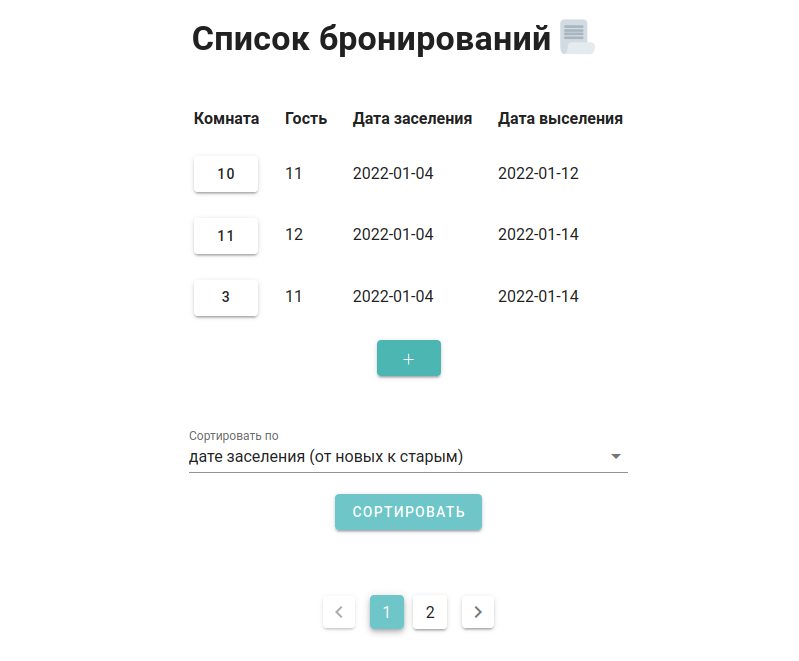 Список бронирований
Комната Гость Дата заселения Дата выселения
10 11 2022-01-04 2022-01-12
11 12 2022-01-04 2022-01-14
3 11 2022-01-04 2022-01-14
+
Сортировать по
дате заселения (от новых к старым)
СОРТИРОВАТЬ
1 2